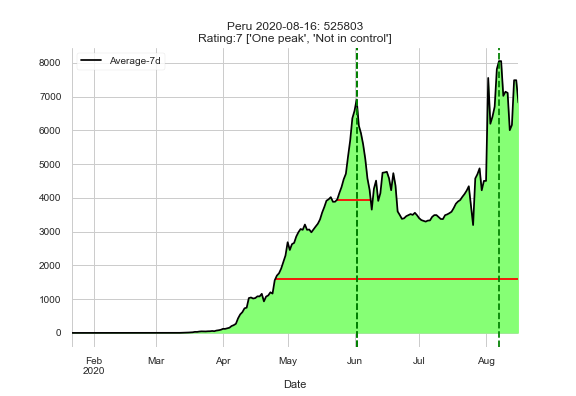 Peru 2020-08-16: 525803
Rating:7 ['One peak', 'Not in control']
Average-7d
8000
7000
6000
5000
4000
3000
2000
1000
0
Feb Mar Apr May Jun Jul Aug
2020
Date